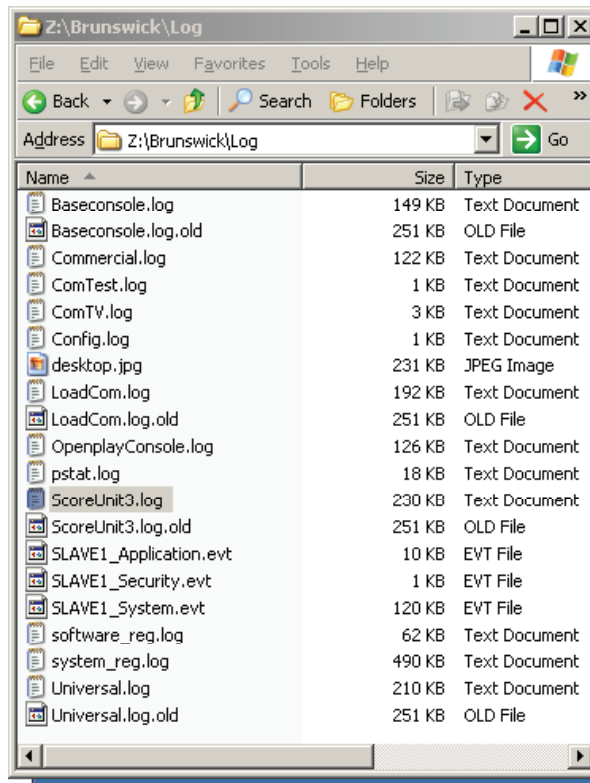 Z:\Brunswick\Log
File Edit View Favorites Tools Help
Back Search Folders »
Address Z:\Brunswick\Log Go
Name Size Type
Baseconsole.log 149 KB Text Document
Baseconsole.log.old 251 KB OLD File
Commercial.log 122 KB Text Document
ComTest.log 1 KB Text Document
ComTV.log 3 KB Text Document
Config.log 1 KB Text Document
desktop.jpg 231 KB JPEG Image
LoadCom.log 192 KB Text Document
LoadCom.log.old 251 KB OLD File
OpenplayConsole.log 126 KB Text Document
pstat.log 18 KB Text Document
ScoreUnit3.log 230 KB Text Document
ScoreUnit3.log.old 251 KB OLD File
SLAVE1_Application.evt 10 KB EVT File
SLAVE1_Security.evt 1 KB EVT File
SLAVE1_System.evt 120 KB EVT File
software_reg.log 62 KB Text Document
system_reg.log 490 KB Text Document
Universal.log 210 KB Text Document
Universal.log.old 251 KB OLD File